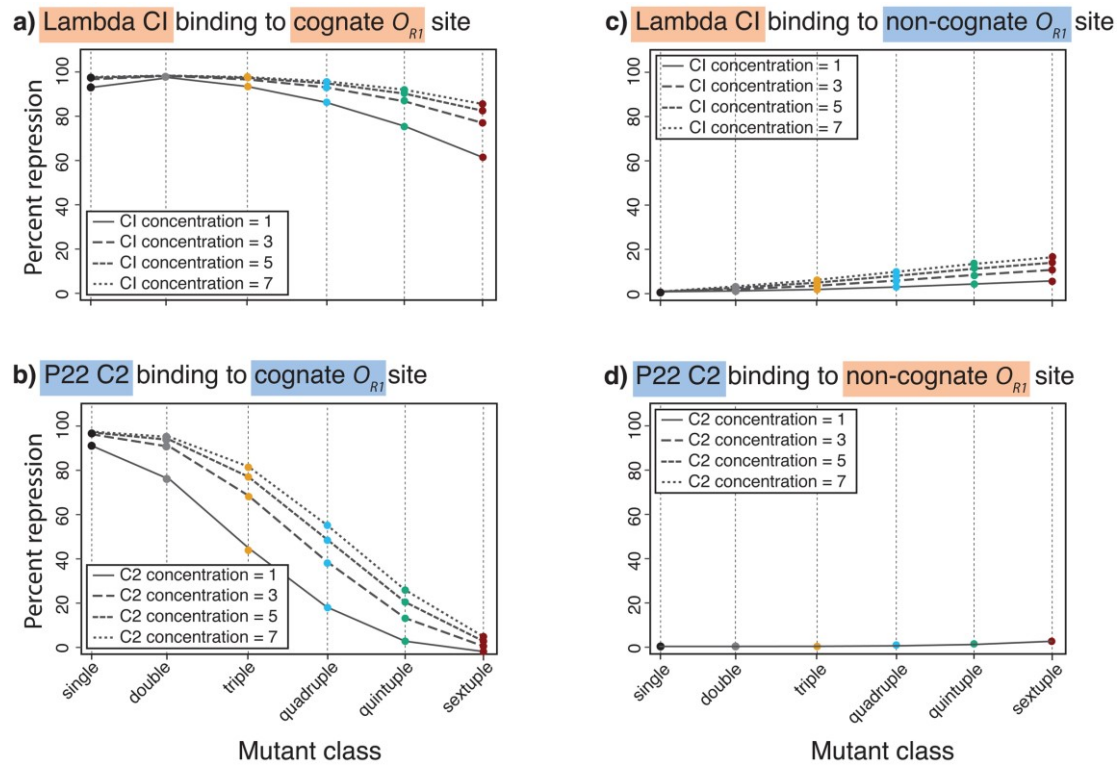 a) Lambda CI binding to cognate OR1 site
Percent repression
100
80
60
40
20
0
CI concentration = 1
CI concentration = 3
CI concentration = 5
CI concentration = 7
c) Lambda CI binding to non-cognate OR1 site
100
80
60
40
20
0
CI concentration = 1
CI concentration = 3
CI concentration = 5
CI concentration = 7
b) P22 C2 binding to cognate OR1 site
Percent repression
100
80
60
40
20
0
C2 concentration = 1
C2 concentration = 3
C2 concentration = 5
C2 concentration = 7
single
double
triple
quadruple
quintuple
sextuple
Mutant class
d) P22 C2 binding to non-cognate OR1 site
100
80
60
40
20
0
C2 concentration = 1
C2 concentration = 3
C2 concentration = 5
C2 concentration = 7
single
double
triple
quadruple
quintuple
sextuple
Mutant class